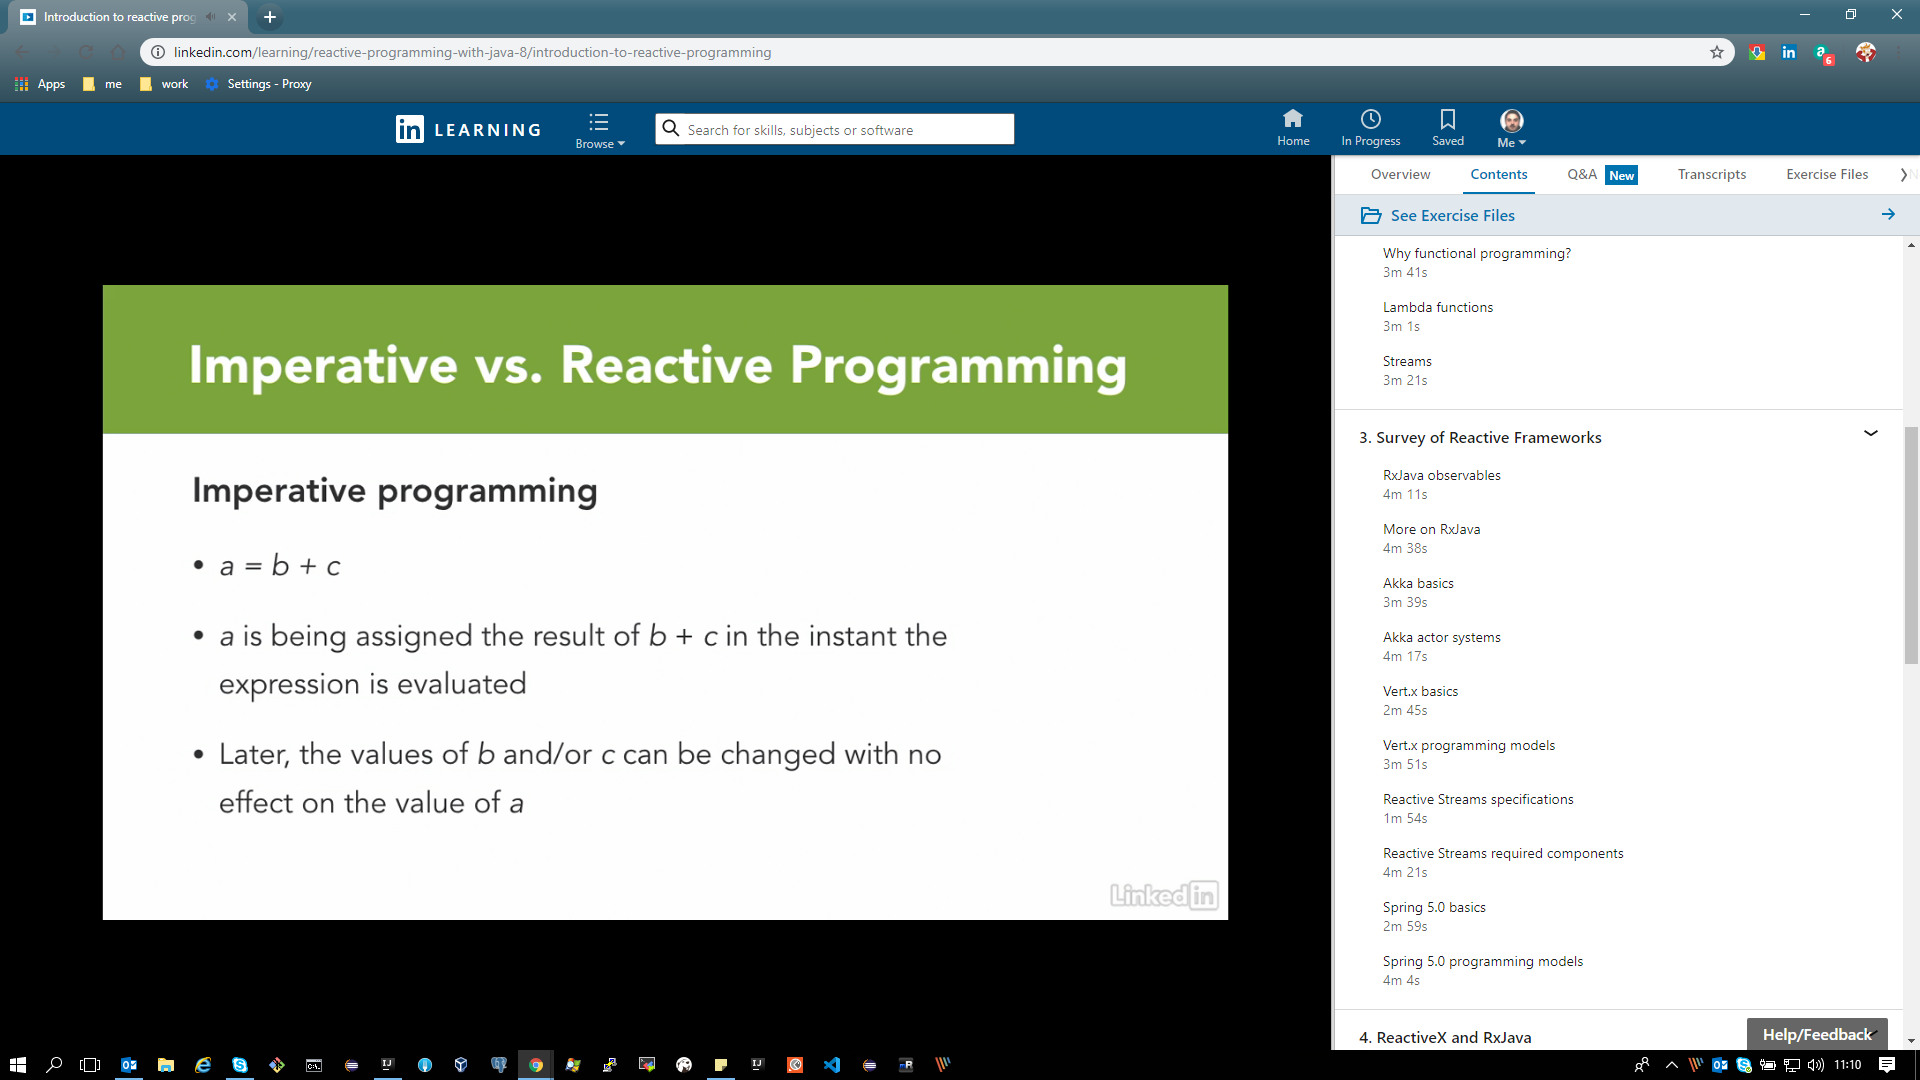 Introduction to reactive prog
linkedin.com/learning/reactive-programming-with-java-8/introduction-to-reactive-programming
6
Apps
me
work
Settings - Proxy
in LEARNING
Browse
Search for skills, subjects or software
Home
In Progress
Saved
Me
Overview
Contents
Q&A New
Transcripts
Exercise Files
See Exercise Files
Imperative vs. Reactive Programming
Imperative programming
• a = b + c
• a is being assigned the result of b + c in the instant the
expression is evaluated
• Later, the values of b and/or c can be changed with no
effect on the value of a
Linkedin
Why functional programming?
3m 41s
Lambda functions
3m 1s
Streams
3m 21s
3. Survey of Reactive Frameworks
RxJava observables
4m 11s
More on RxJava
4m 38s
Akka basics
3m 39s
Akka actor systems
4m 17s
Vert.x basics
2m 45s
Vert.x programming models
3m 51s
Reactive Streams specifications
1m 54s
Reactive Streams required components
4m 21s
Spring 5.0 basics
2m 59s
Spring 5.0 programming models
4m 4s
4. ReactiveX and RxJava
Help/Feedback
11:10